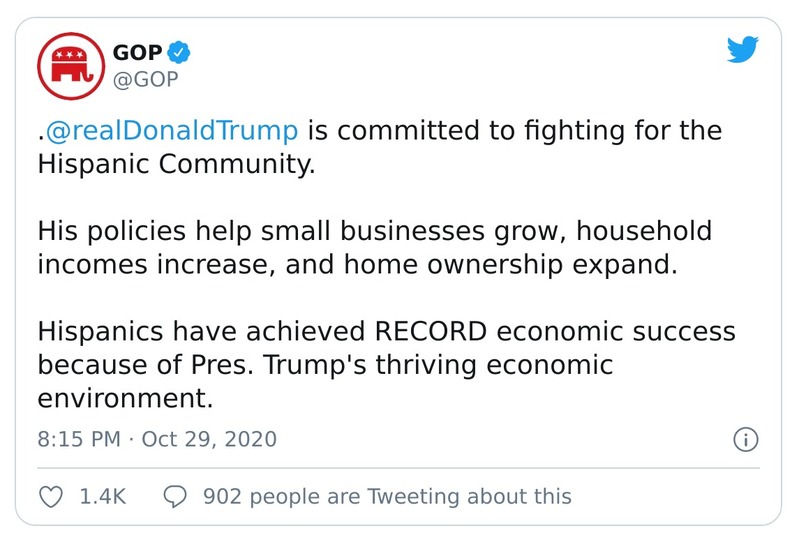 GOP
@GOP
.@realDonaldTrump is committed to fighting for the
Hispanic Community.
His policies help small businesses grow, household
incomes increase, and home ownership expand.
Hispanics have achieved RECORD economic success
because of Pres. Trump's thriving economic
environment.
8:15 PM · Oct 29, 2020
1.4K 902 people are Tweeting about this